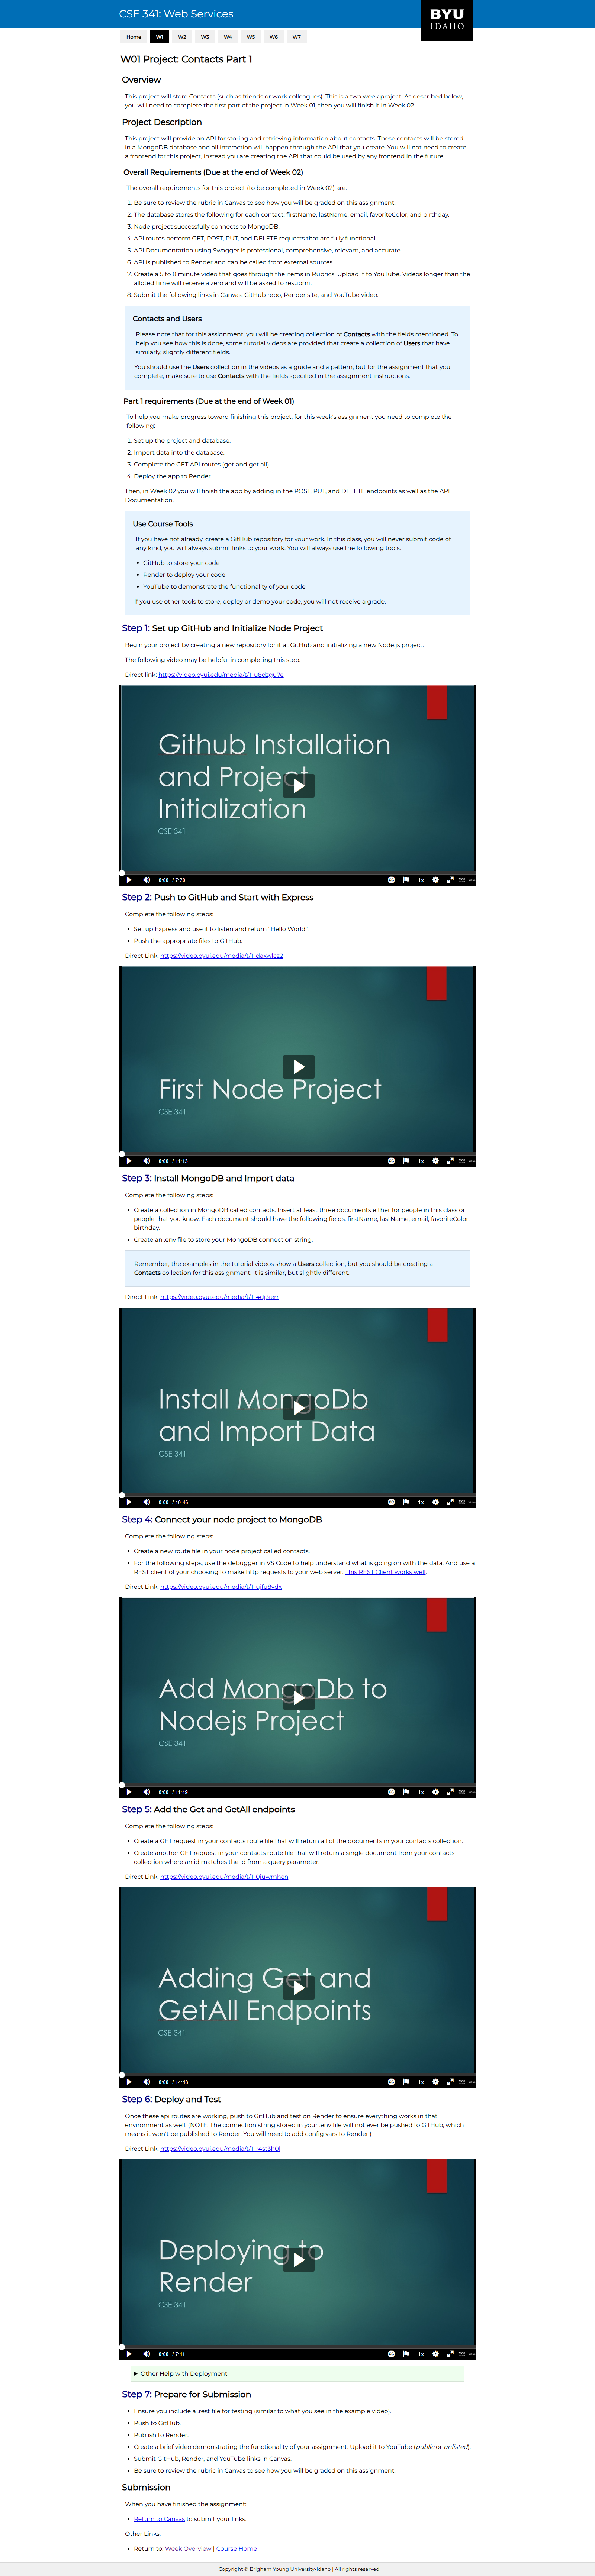 CSE 341: Web Services
BYU
IDAHO
Home W1 W2 W3 W4 W5 W6 W7
W01 Project: Contacts Part 1
Overview
This project will store Contacts (such as friends or work colleagues). This is a two week project. As described below,
you will need to complete the first part of the project in Week 01, then you will finish it in Week 02.
Project Description
This project will provide an API for storing and retrieving information about contacts. These contacts will be stored
in a MongoDB database and all interaction will happen through the API that you create. You will not need to create
a frontend for this project, instead you are creating the API that could be used by any frontend in the future.
Overall Requirements (Due at the end of Week 02)
The overall requirements for this project (to be completed in Week 02) are:
1. Be sure to review the rubric in Canvas to see how you will be graded on this assignment.
2. The database stores the following for each contact: firstName, lastName, email, favoriteColor, and birthday.
3. Node project successfully connects to MongoDB.
4. API routes perform GET, POST, PUT, and DELETE requests that are fully functional.
5. API Documentation using Swagger is professional, comprehensive, relevant, and accurate.
6. API is published to Render and can be called from external sources.
7. Create a 5 to 8 minute video that goes through the items in Rubrics. Upload it to YouTube. Videos longer than the
allotted time will receive a zero and will be asked to resubmit.
8. Submit the following links in Canvas: GitHub repo, Render site, and YouTube video.
Contacts and Users
Please note that for this assignment, you will be creating collection of Contacts with the fields mentioned. To
help you see how this is done, some tutorial videos are provided that create a collection of Users that have
similarly, slightly different fields.
You should use the Users collection in the videos as a guide and a pattern, but for the assignment that you
complete, make sure to use Contacts with the fields specified in the assignment instructions.
Part 1 requirements (Due at the end of Week 01)
To help you make progress toward finishing this project, for this week's assignment you need to complete the
following:
1. Set up the project and database.
2. Import data into the database.
3. Complete the GET API routes (get and get all).
4. Deploy the app to Render.
Then, in Week 02 you will finish the app by adding in the POST, PUT, and DELETE endpoints as well as the API
Documentation.
Use Course Tools
If you have not already, create a GitHub repository for your work. In this class, you will never submit code of
any kind; you will always submit links to your work. You will always use the following tools:
• GitHub to store your code
• Render to deploy your code
• YouTube to demonstrate the functionality of your code
If you use other tools to store, deploy or demo your code, you will not receive a grade.
Step 1: Set up GitHub and Initialize Node Project
Begin your project by creating a new repository for it at GitHub and initializing a new Node.js project.
The following video may be helpful in completing this step:
Direct link: https://video.byui.edu/media/t/1_u8dzgu7e
Github Installation
and Project
Initialization
CSE 341
0:00 / 7:20 1x
Step 2: Push to GitHub and Start with Express
Complete the following steps:
• Set up Express and use it to listen and return "Hello World".
• Push the appropriate files to GitHub.
Direct Link: https://video.byui.edu/media/t/1_daxwlcz2
First Node Project
CSE 341
0:00 / 11:13 1x
Step 3: Install MongoDB and Import data
Complete the following steps:
• Create a collection in MongoDB called contacts. Insert at least three documents either for people in this class or
people that you know. Each document should have the following fields: firstName, lastName, email, favoriteColor,
birthday.
• Create an .env file to store your MongoDB connection string.
Remember, the examples in the tutorial videos show a Users collection, but you should be creating a
Contacts collection for this assignment. It is similar, but slightly different.
Direct Link: https://video.byui.edu/media/t/1_4dj3ierr
Install MongoDb
and Import Data
CSE 341
0:00 / 10:46 1x
Step 4: Connect your node project to MongoDB
Complete the following steps:
• Create a new route file in your node project called contacts.
• For the following steps, use the debugger in VS Code to help understand what is going on with the data. And use a
REST client of your choosing to make http requests to your web server. This REST Client works well.
Direct Link: https://video.byui.edu/media/t/1_ujfu8vdx
Add MongoDb to
Nodejs Project
CSE 341
0:00 / 11:49 1x
Step 5: Add the Get and GetAll endpoints
Complete the following steps:
• Create a GET request in your contacts route file that will return all of the documents in your contacts collection.
• Create another GET request in your contacts route file that will return a single document from your contacts
collection where an id matches the id from a query parameter.
Direct Link: https://video.byui.edu/media/t/1_0juwmhcn
Adding Get and
GetAll Endpoints
CSE 341
0:00 / 14:48 1x
Step 6: Deploy and Test
Once these api routes are working, push to GitHub and test on Render to ensure everything works in that
environment as well. (NOTE: The connection string stored in your .env file will not ever be pushed to GitHub, which
means it won't be published to Render. You will need to add config vars to Render.)
Direct Link: https://video.byui.edu/media/t/1_r4st3h0l
Deploying to
Render
CSE 341
0:00 / 7:11 1x
Other Help with Deployment
Step 7: Prepare for Submission
• Ensure you include a .rest file for testing (similar to what you see in the example video).
• Push to GitHub.
• Publish to Render.
• Create a brief video demonstrating the functionality of your assignment. Upload it to YouTube (public or unlisted).
• Submit GitHub, Render, and YouTube links in Canvas.
• Be sure to review the rubric in Canvas to see how you will be graded on this assignment.
Submission
When you have finished the assignment:
• Return to Canvas to submit your links.
Other Links:
• Return to: Week Overview | Course Home
Copyright © Brigham Young University-Idaho | All rights reserved